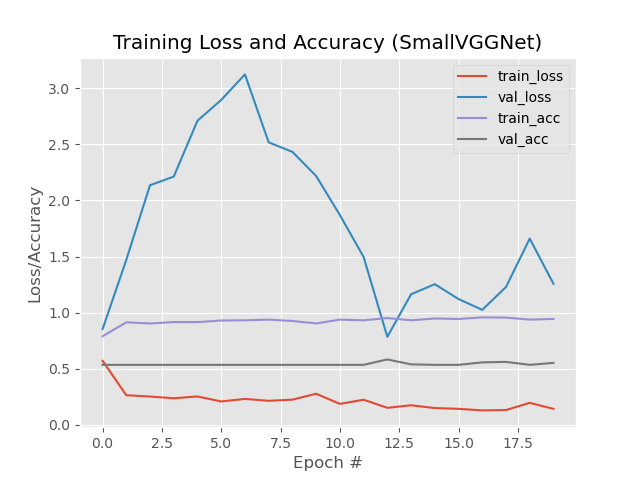 Training Loss and Accuracy (SmallVGGNet)
train_loss
val_loss
train_acc
val_acc
Loss/Accuracy
3.0
2.5
2.0
1.5
1.0
0.5
0.0
0.0 2.5 5.0 7.5 10.0 12.5 15.0 17.5
Epoch #